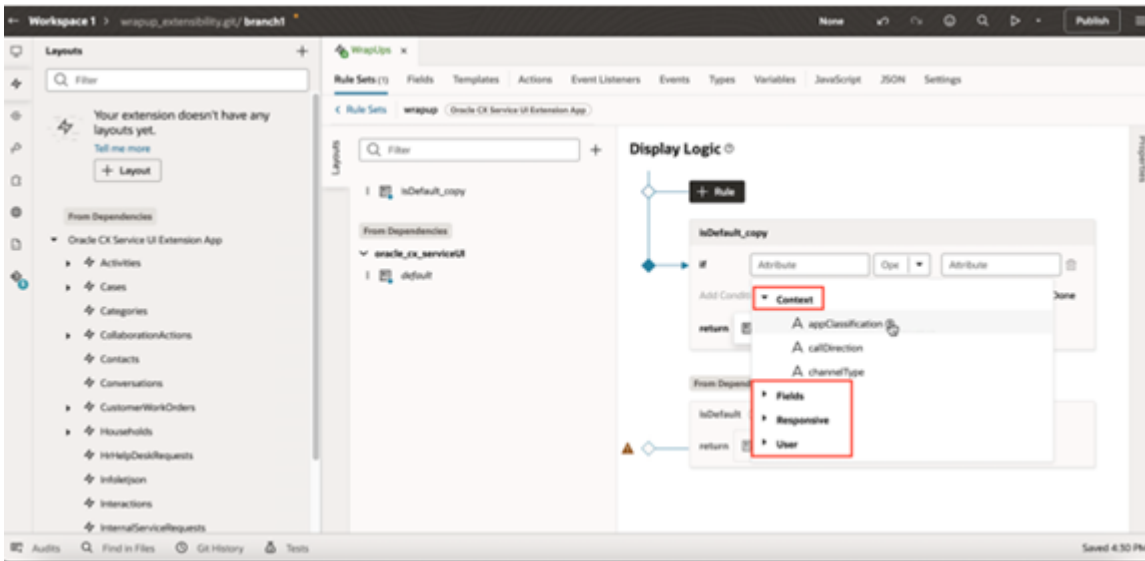 Workspace 1 > wrapup_extensibility.git/ branch1
None
Publish
Layouts
Filter
Your extension doesn't have any
layouts yet.
Tell me more
+ Layout
From Dependencies
Oracle CX Service UI Extension App
Activities
Cases
Categories
CollaborationActions
Contacts
Conversations
CustomerWorkOrders
Households
HrHelpDeskRequests
Infoletjson
Interactions
InternalServiceRequests
WrapUps ×
Rule Sets (1) Fields Templates Actions Event Listeners Events Types Variables JavaScript JSON Settings
< Rule Sets wrapup Oracle CX Service UI Extension App
Layouts
Filter
isDefault_copy
From Dependencies
oracle_cx_serviceUI
default
Display Logic
+ Rule
isDefault_copy
if Attribute Ope Attribute
Add Condit Done
return
Context
appClassification
callDirection
channelType
Fields
Responsive
User
From Depend
isDefault
return
Properties
Audits Find in Files Git History Tests
Saved 4:30 PM